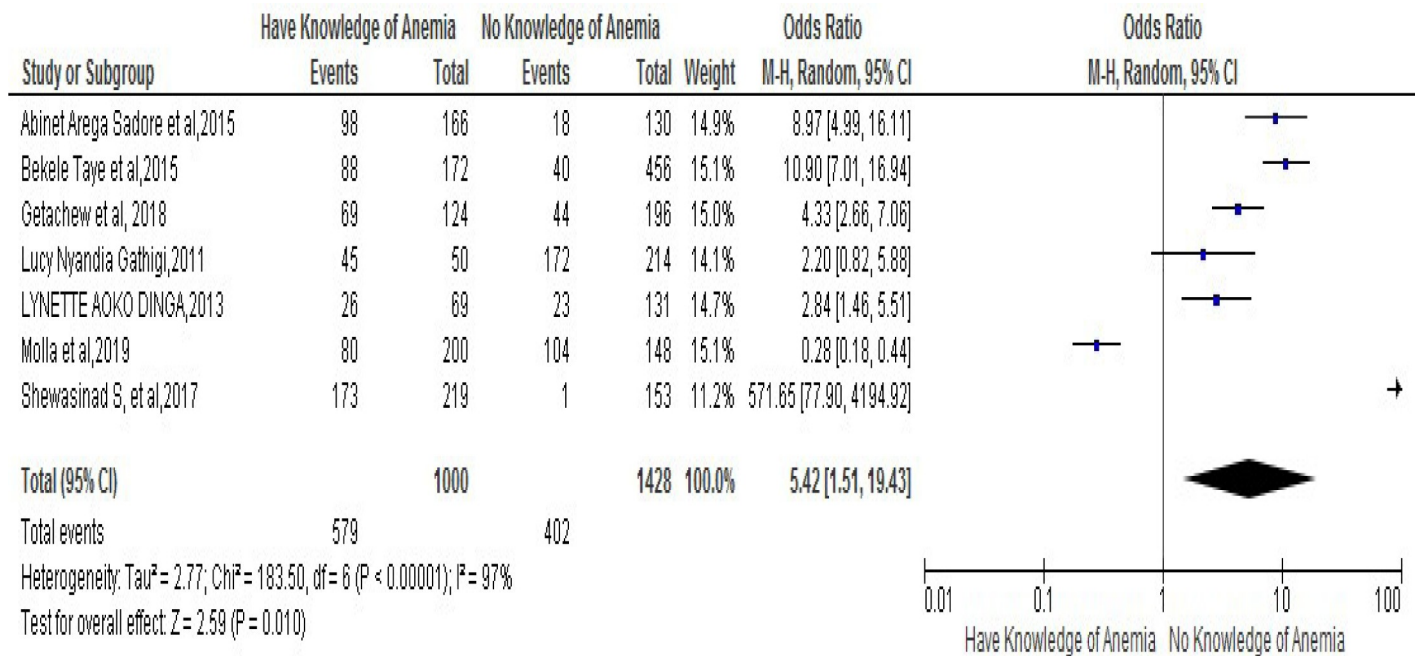 Have Knowledge of Anemia No Knowledge of Anemia Odds Ratio Odds Ratio
Study or Subgroup Events Total Events Total Weight M-H, Random, 95% CI M-H, Random, 95% CI
Abinet Arega Sadore et al,2015 98 166 18 130 14.9% 8.97 [4.99, 16.11]
Bekele Taye et al,2015 88 172 40 456 15.1% 10.90 [7.01, 16.94]
Getachew et al, 2018 69 124 44 196 15.0% 4.33 [2.66, 7.06]
Lucy Nyandia Gathigi,2011 45 50 172 214 14.1% 2.20 [0.82, 5.88]
LYNETTE AOKO DINGA,2013 26 69 23 131 14.7% 2.84 [1.46, 5.51]
Molla et al,2019 80 200 104 148 15.1% 0.28 [0.18, 0.44]
Shewasinad S, et al,2017 173 219 1 153 11.2% 571.65 [77.90, 4194.92]
Total (95% CI) 1000 1428 100.0% 5.42 [1.51, 19.43]
Total events 579 402
Heterogeneity: Tau² = 2.77; Chi² = 183.50, df = 6 (P < 0.00001); I² = 97%
Test for overall effect: Z = 2.59 (P = 0.010)
0.01 0.1 1 10 100
Have Knowledge of Anemia No Knowledge of Anemia